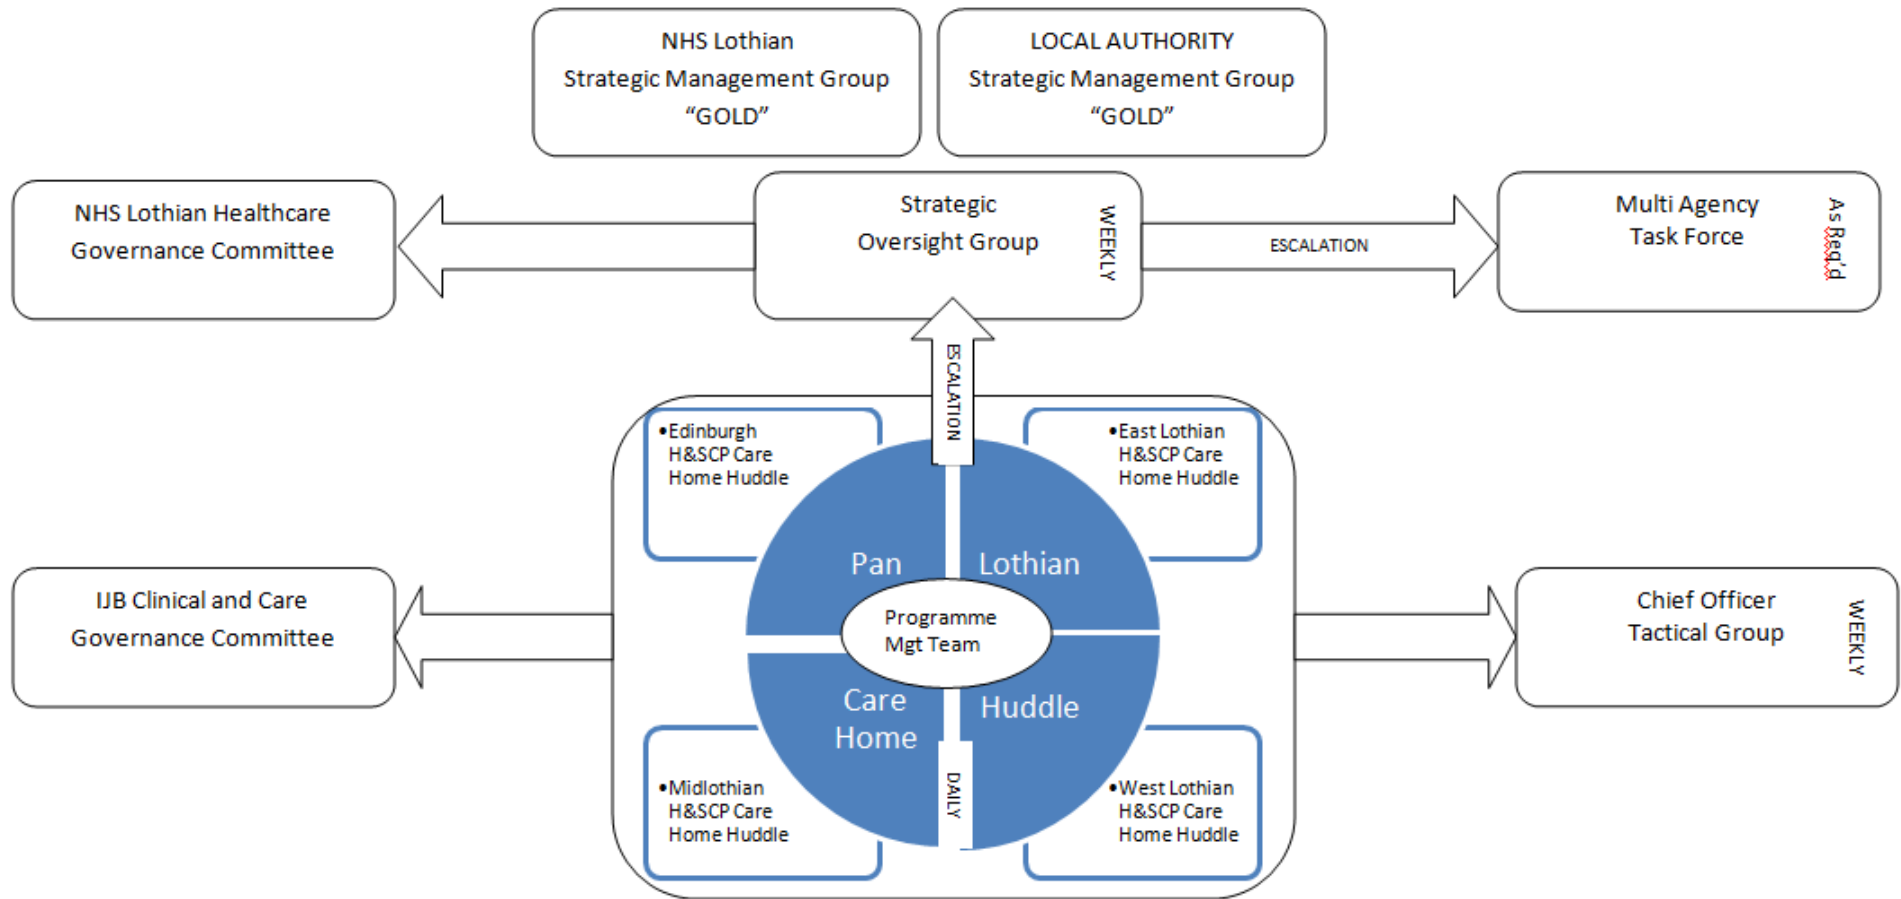 NHS Lothian
Strategic Management Group
“GOLD”
LOCAL AUTHORITY
Strategic Management Group
“GOLD”
NHS Lothian Healthcare
Governance Committee
Strategic
Oversight Group
WEEKLY
ESCALATION
Multi Agency
Task Force
As Req'd
ESCALATION
•Edinburgh
H&SCP Care
Home Huddle
•East Lothian
H&SCP Care
Home Huddle
Pan
Lothian
IJB Clinical and Care
Governance Committee
Programme
Mgt Team
Chief Officer
Tactical Group
WEEKLY
Care
Home
Huddle
DAILY
•Midlothian
H&SCP Care
Home Huddle
•West Lothian
H&SCP Care
Home Huddle